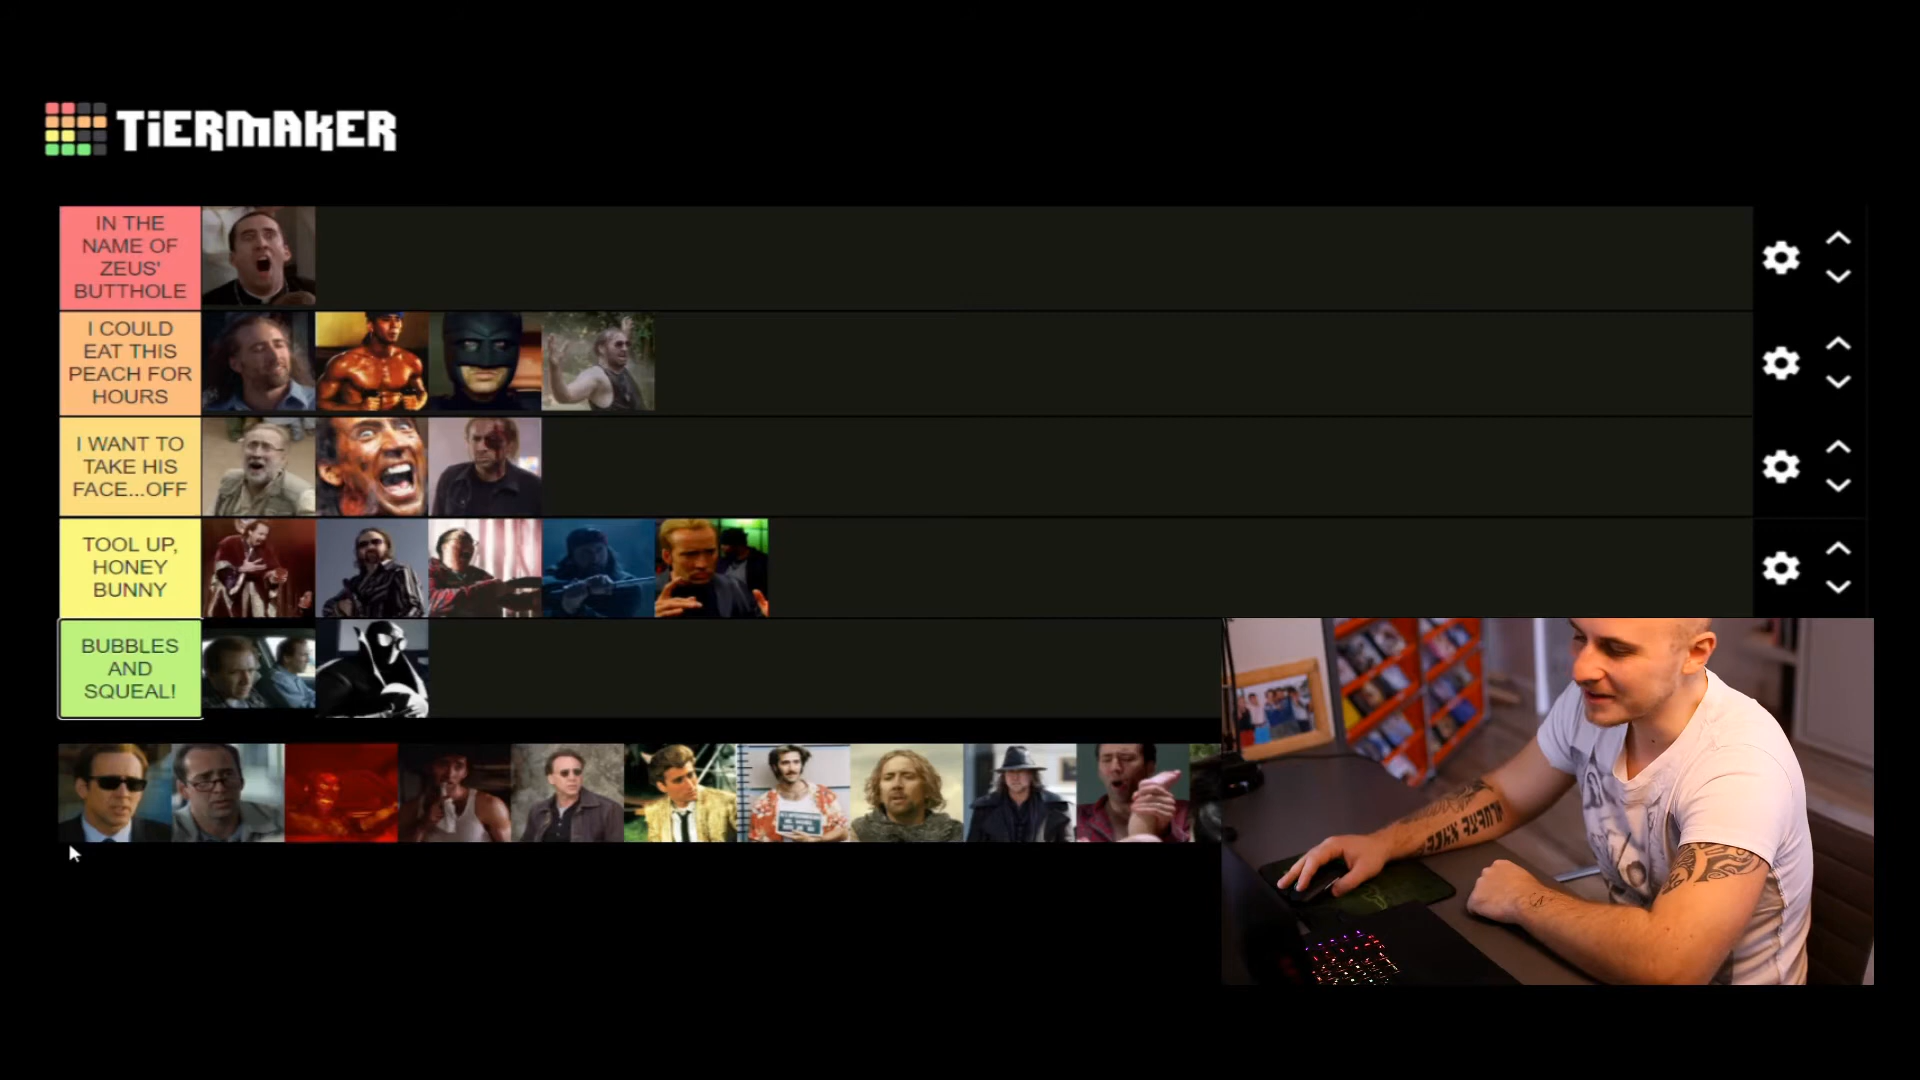 TiERMAKER
IN THE
NAME OF
ZEUS'
BUTTHOLE
I COULD
EAT THIS
PEACH FOR
HOURS
I WANT TO
TAKE HIS
FACE...OFF
TOOL UP,
HONEY
BUNNY
BUBBLES
AND
SQUEAL!